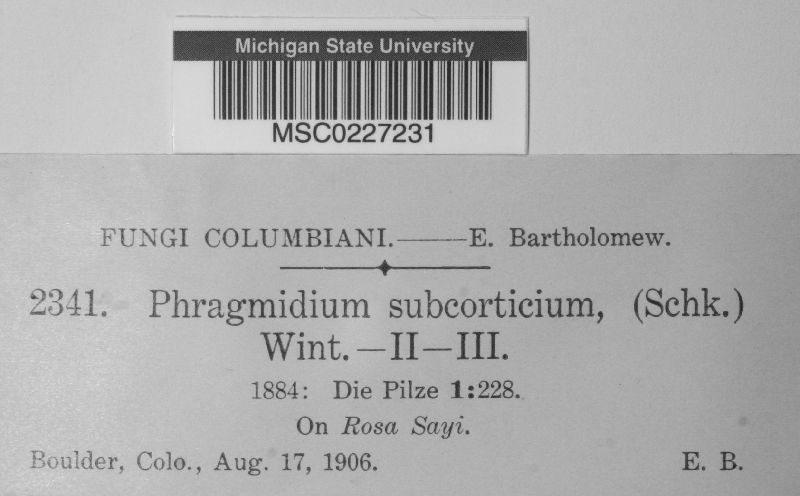 Michigan State University
MSC0227231
FUNGI COLUMBIANI.——E. Bartholomew.
2341. Phragmidium subcorticium, (Schk.)
Wint.—II—III.
1884: Die Pilze 1:228.
On Rosa Sayi.
Boulder, Colo., Aug. 17, 1906. E. B.